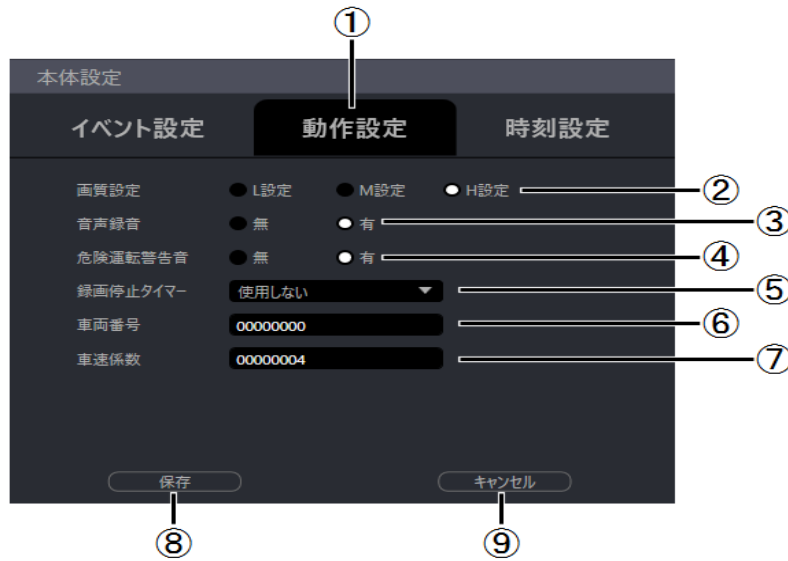 ①
本体設定
イベント設定 動作設定 時刻設定
画質設定 L設定 M設定 H設定 ②
音声録音 無 有 ③
危険運転警告音 無 有 ④
録画停止タイマー 使用しない ⑤
車両番号 00000000 ⑥
車速係数 00000004 ⑦
保存 キャンセル
⑧ ⑨